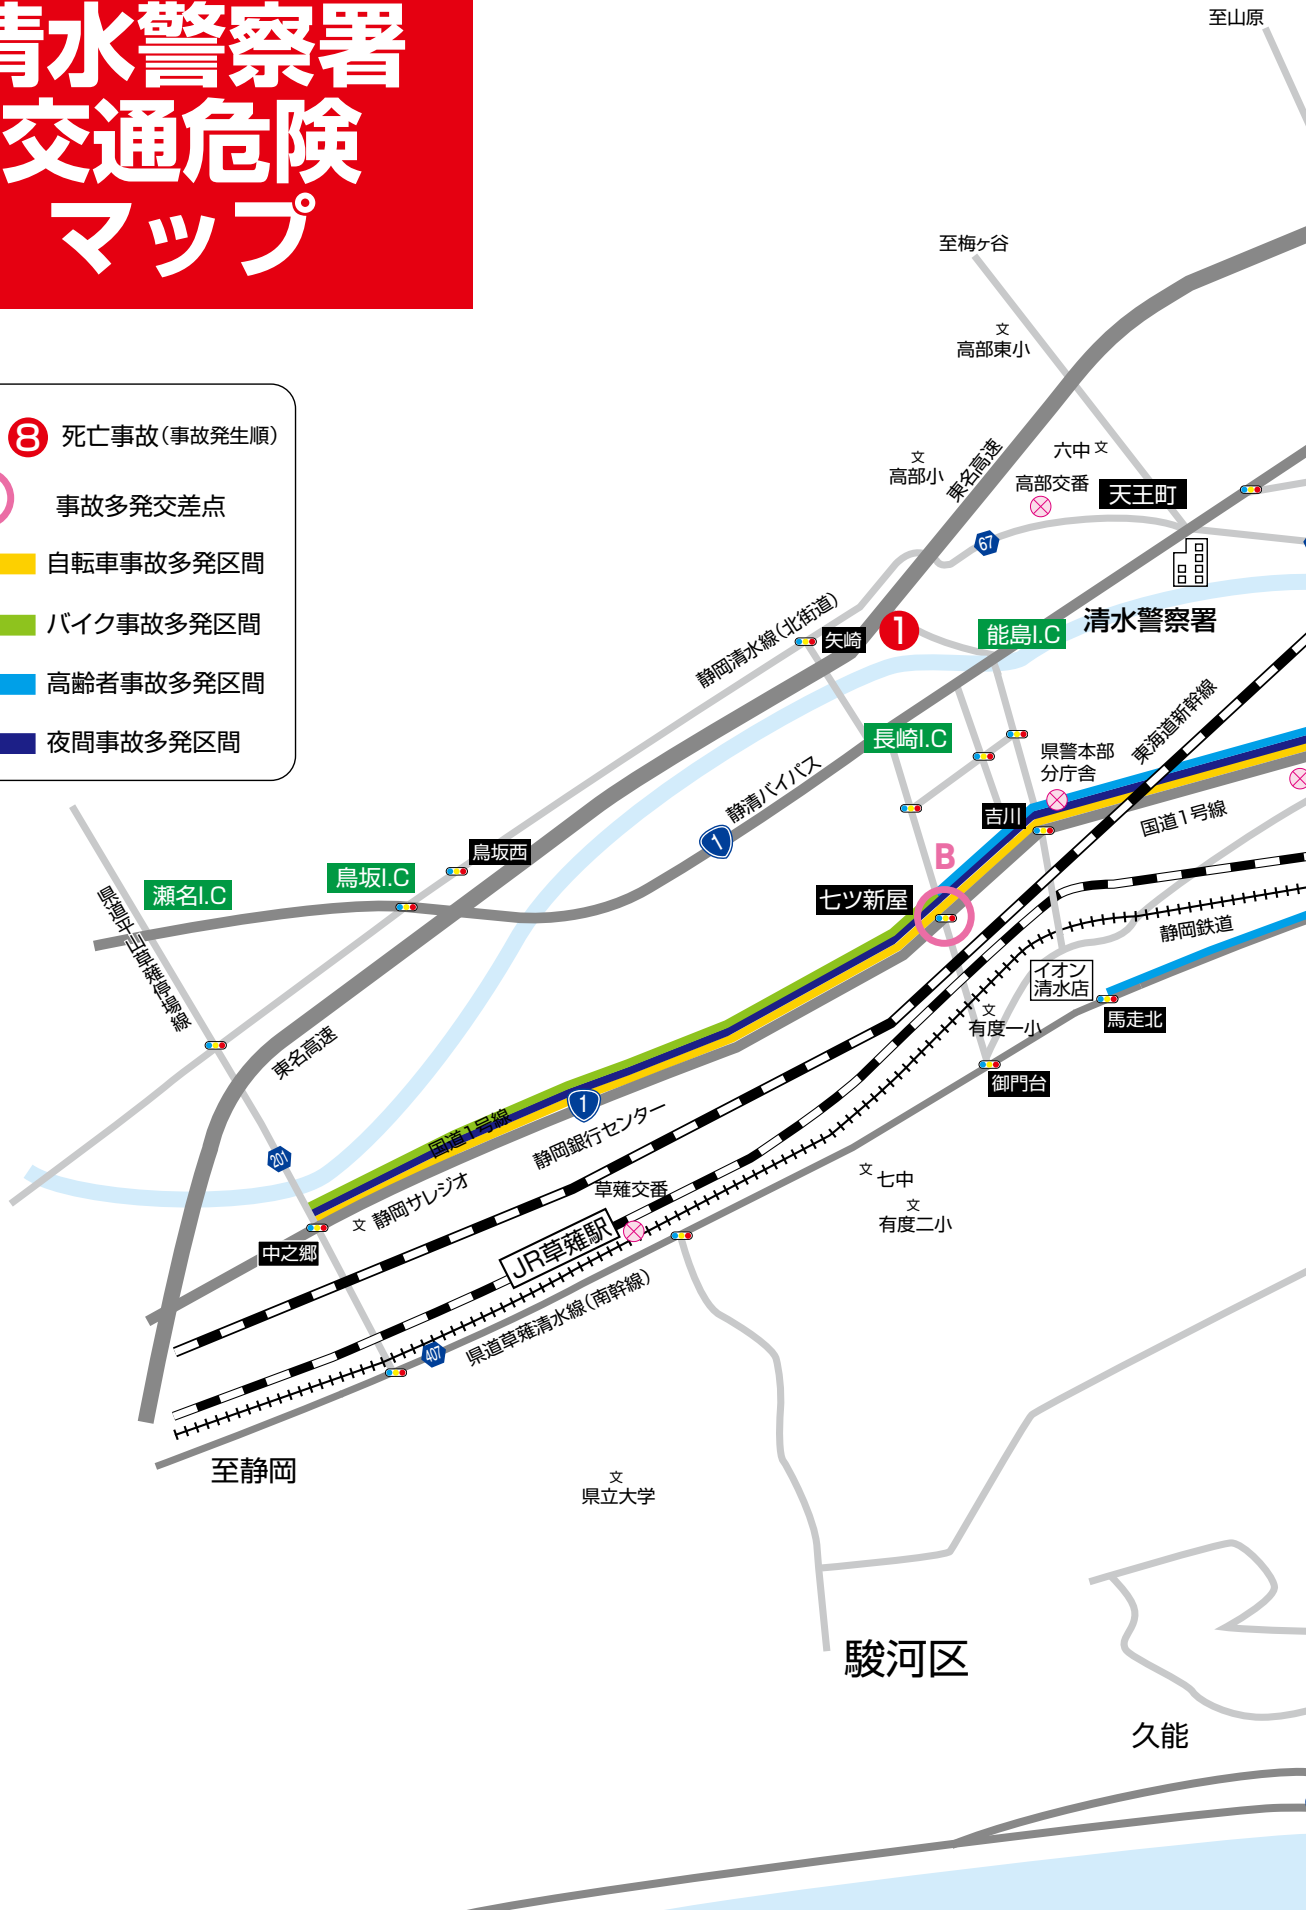 清水警察署
交通危険
マップ
8 死亡事故（事故発生順）
事故多発交差点
自転車事故多発区間
バイク事故多発区間
高齢者事故多発区間
夜間事故多発区間
至山原
至梅ヶ谷
文
高部東小
六中 文
文
高部小
東名高速
高部交番
天王町
67
清水警察署
静岡清水線（北街道）
矢崎
1
能島I.C
長崎I.C
県警本部
分庁舎
東海道新幹線
静清バイパス
1
吉川
国道1号線
B
七ツ新屋
鳥坂西
鳥坂I.C
瀬名I.C
県道平山草薙停場線
静岡鉄道
イオン
清水店
馬走北
文
有度一小
御門台
東名高速
国道1号線
1
静岡銀行センター
201
文 静岡サレジオ
草薙交番
文 七中
文
有度二小
中之郷
JR草薙駅
県道草薙清水線（南幹線）
407
至静岡
文
県立大学
駿河区
久能